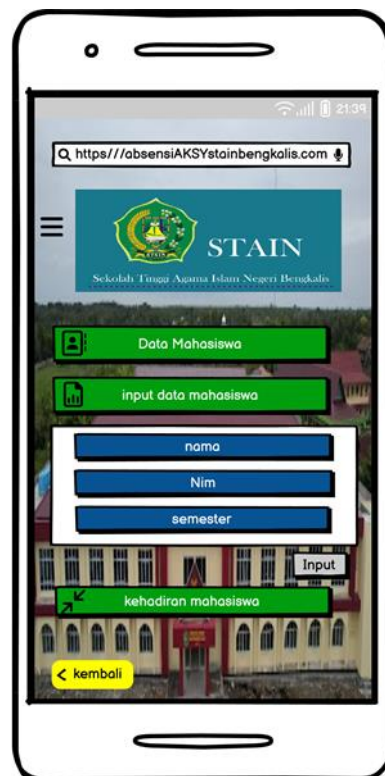 21:39
https///absensiAKSYstainbengkalis.com
STAIN
STAIN
Sekolah Tinggi Agama Islam Negeri Bengkalis
Data Mahasiswa
input data mahasiswa
nama
Nim
semester
Input
kehadiran mahasiswa
< kembali